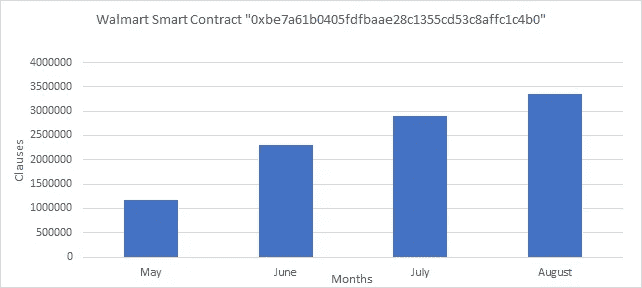 Walmart Smart Contract "0xbe7a61b0405fdfbaae28c1355cd53c8affc1c4b0"
4000000
3500000
3000000
2500000
2000000
1500000
1000000
500000
0
Clauses
May
June
July
August
Months